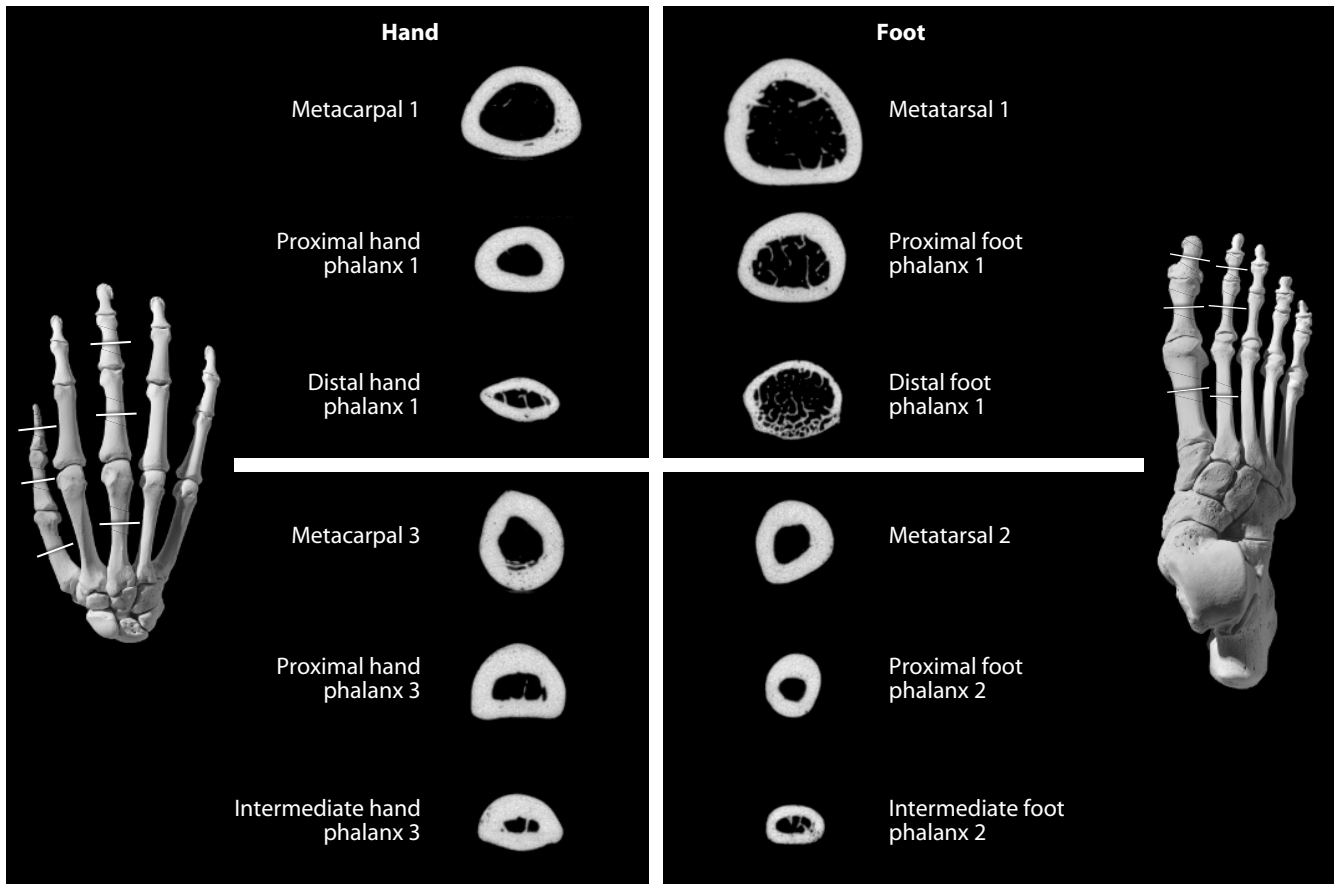 Hand
Metacarpal 1
Proximal hand
phalanx 1
Distal hand
phalanx 1
Metacarpal 3
Proximal hand
phalanx 3
Intermediate hand
phalanx 3
Foot
Metatarsal 1
Proximal foot
phalanx 1
Distal foot
phalanx 1
Metatarsal 2
Proximal foot
phalanx 2
Intermediate foot
phalanx 2